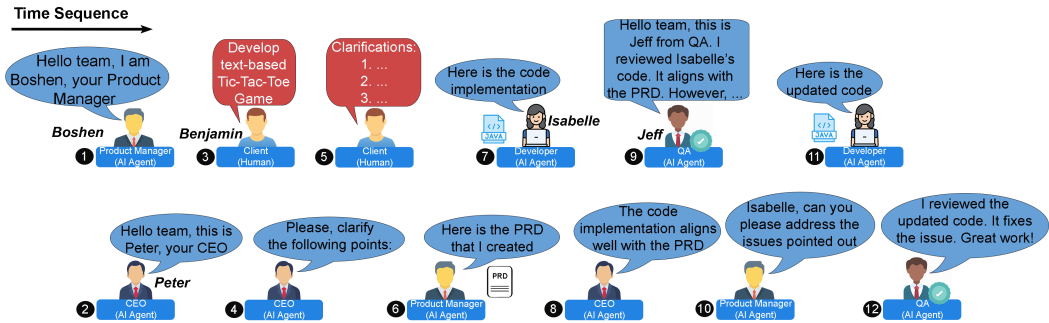 Time Sequence
Hello team, I am
Boshen, your Product
Manager
Boshen
1
Product Manager
(AI Agent)
Develop
text-based
Tic-Tac-Toe
Game
Benjamin
3
Client
(Human)
Clarifications:
1. ...
2. ...
3. ...
5
Client
(Human)
Here is the code
implementation
JAVA
Isabelle
7
Developer
(AI Agent)
Hello team, this is
Jeff from QA. I
reviewed Isabelle's
code. It aligns with
the PRD. However, ...
Jeff
9
QA
(AI Agent)
Here is the
updated code
JAVA
11
Developer
(AI Agent)
Hello team, this is
Peter, your CEO
Peter
2
CEO
(AI Agent)
Please, clarify
the following points:
4
CEO
(AI Agent)
Here is the PRD
that I created
PRD
6
Product Manager
(AI Agent)
The code
implementation aligns
well with the PRD
8
CEO
(AI Agent)
Isabelle, can you
please address the
issues pointed out
10
Product Manager
(AI Agent)
I reviewed the
updated code. It fixes
the issue. Great work!
12
QA
(AI Agent)